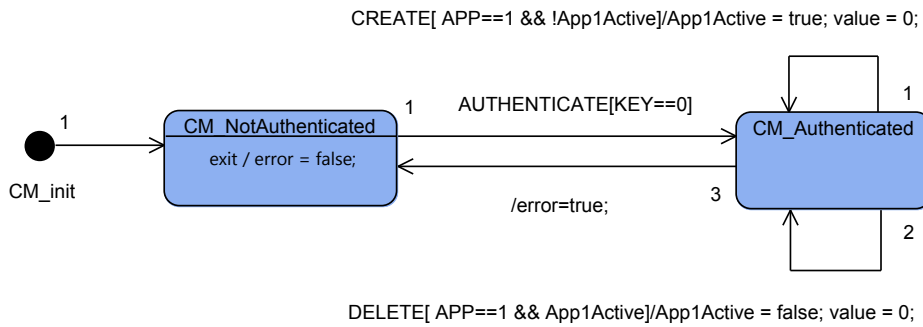 CREATE[ APP==1 && !App1Active]/App1Active = true; value = 0;
1
CM_init
1
CM_NotAuthenticated
exit / error = false;
AUTHENTICATE[KEY==0]
/error=true;
1
CM_Authenticated
3
2
DELETE[ APP==1 && App1Active]/App1Active = false; value = 0;